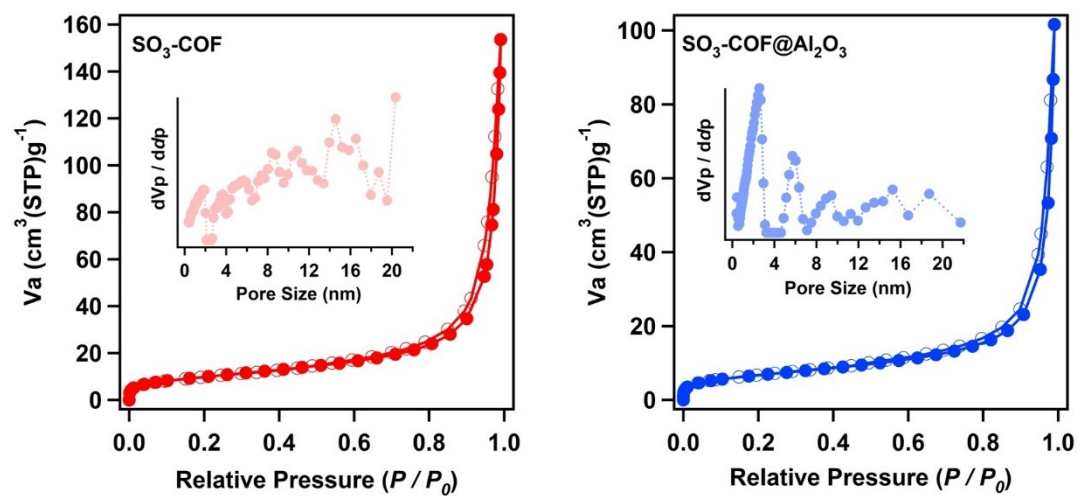 SO₃-COF
Va (cm³(STP)g⁻¹)
160
140
120
100
80
60
40
20
0
0.0 0.2 0.4 0.6 0.8 1.0
Relative Pressure (P / P₀)
dVp / ddp
0 4 8 12 16 20
Pore Size (nm)
SO₃-COF@Al₂O₃
Va (cm³(STP)g⁻¹)
100
80
60
40
20
0
0.0 0.2 0.4 0.6 0.8 1.0
Relative Pressure (P / P₀)
dVp / ddp
0 4 8 12 16 20
Pore Size (nm)